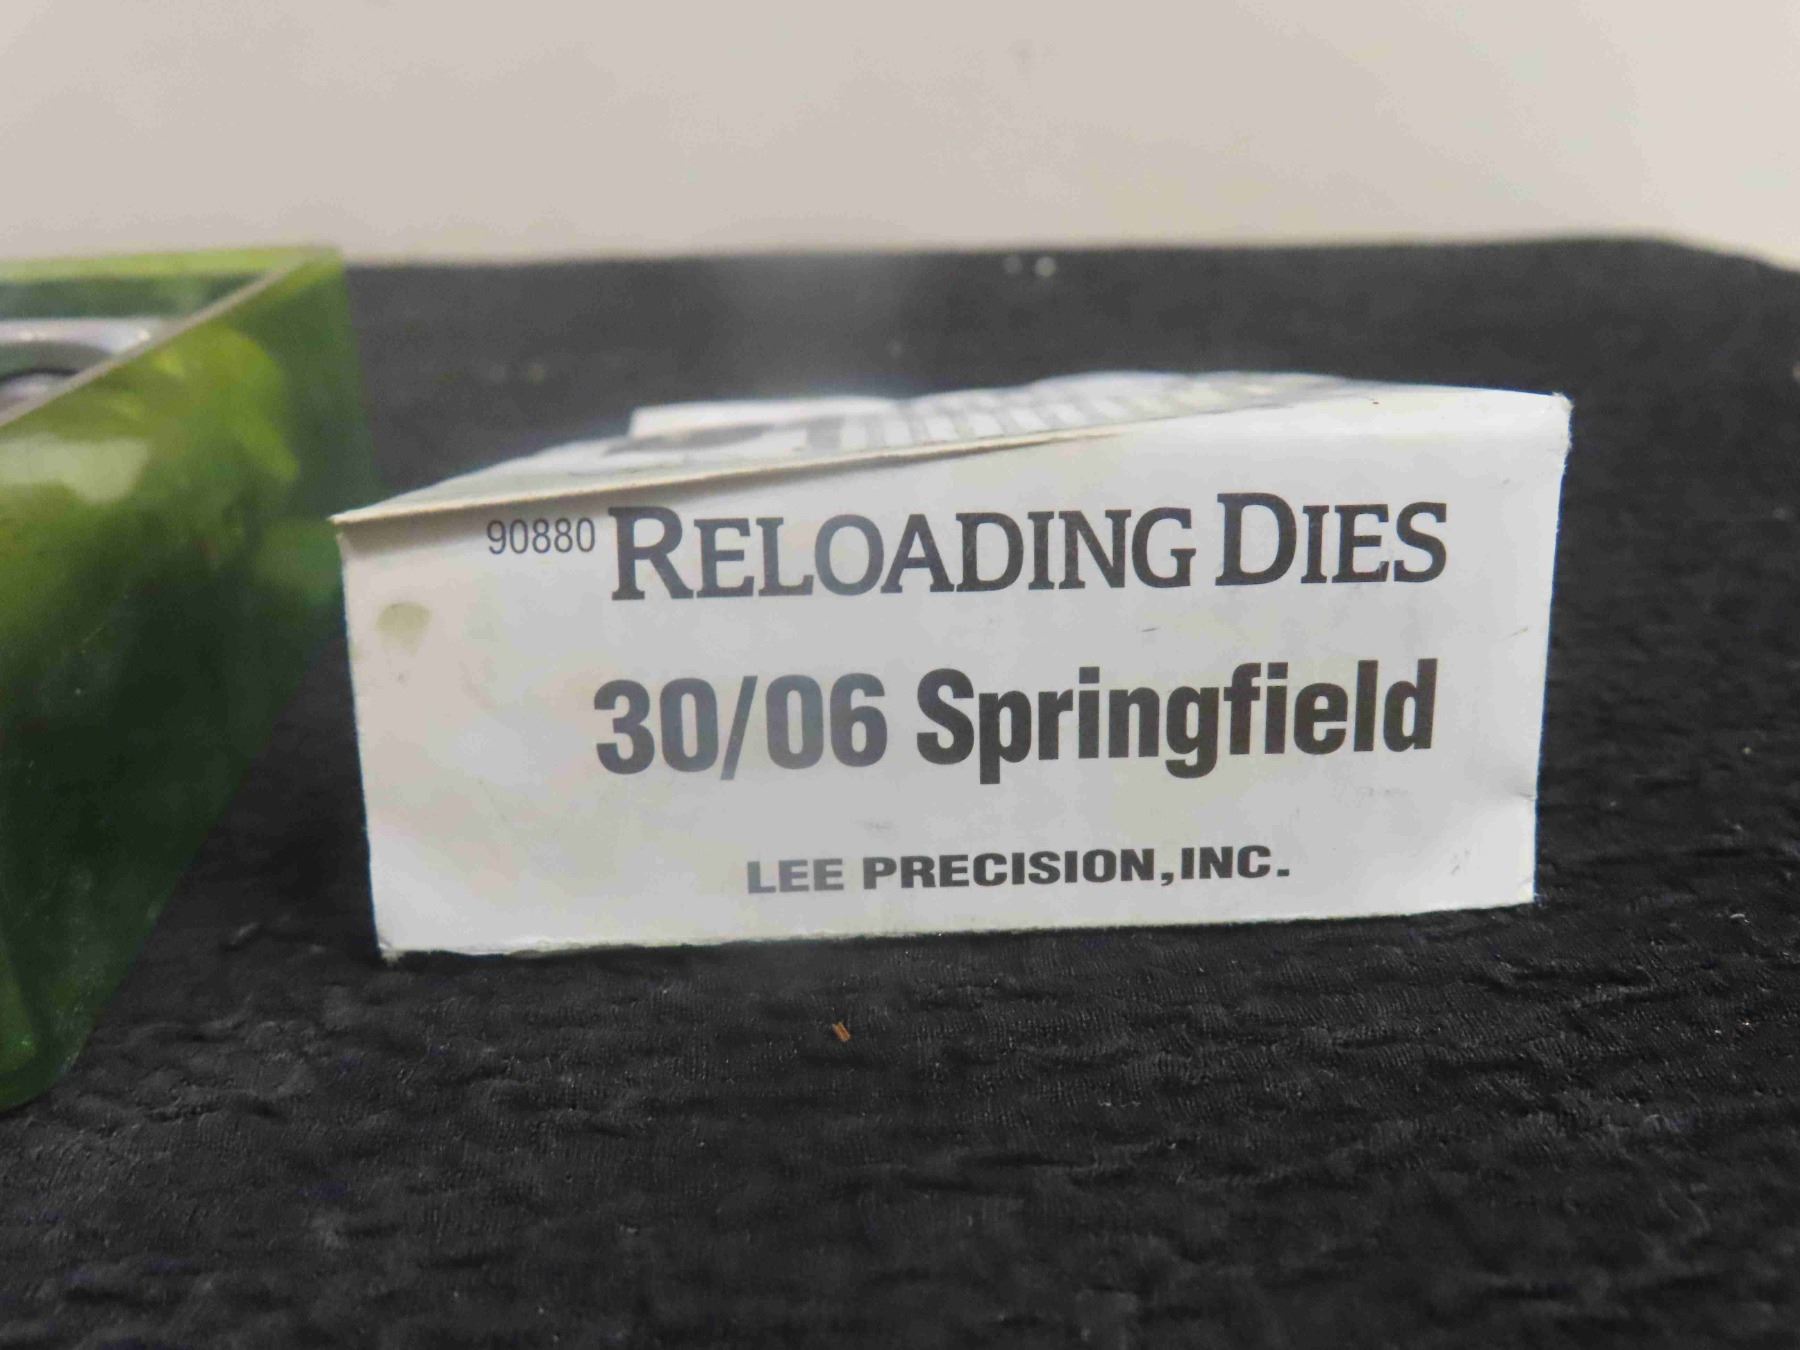 90880 RELOADING DIES
30/06 Springfield
LEE PRECISION, INC.